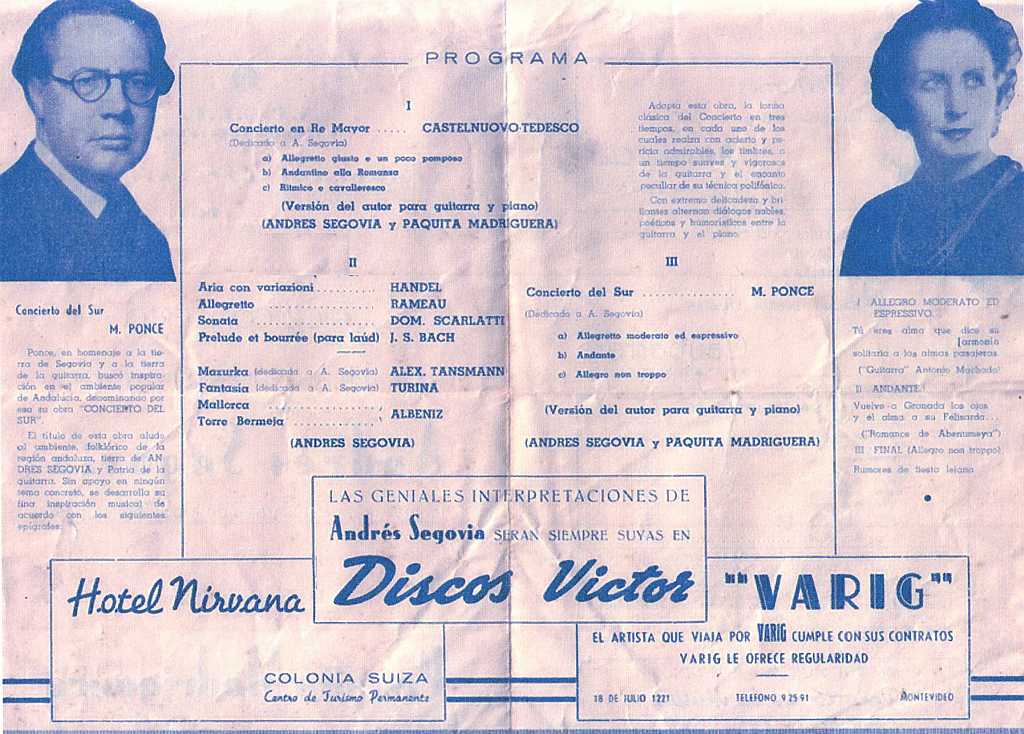 PROGRAMA
I
Concierto en Re Mayor ..... CASTELNUOVO-TEDESCO
(Dedicado a A. Segovia)
a) Allegretto giusto e un poco pomposo
b) Andantino alla Romanza
c) Ritmico e cavalleresco
(Versión del autor para guitarra y piano)
(ANDRES SEGOVIA y PAQUITA MADRIGUERA)
Adopta esta obra, la forma
clásica del Concierto en tres
tiempos, en cada uno de los
cuales realza con acierto y pe-
ricia admirables, los timbres, a
un tiempo suaves y vigorosos
de la guitarra y el encanto
peculiar de su técnica polifónica.
Con extrema delicadeza y bri-
llantes alternan diálogos nobles,
poéticos y humorísticos entre la
guitarra y el piano.
II
Aria con variazioni .......... HANDEL
Allegretto .................. RAMEAU
Sonata ..................... DOM. SCARLATTI
Prelude et bourrée (para laúd) J. S. BACH
Mazurka (dedicada a A. Segovia) ALEX. TANSMANN
Fantasía (dedicada a A. Segovia) TURINA
Mallorca ....................
Torre Bermeja ............... ALBENIZ
(ANDRES SEGOVIA)
III
Concierto del Sur ............... M. PONCE
(Dedicado a A. Segovia)
a) Allegretto moderato ed espressivo
b) Andante
c) Allegro non troppo
(Versión del autor para guitarra y piano)
(ANDRES SEGOVIA y PAQUITA MADRIGUERA)
Concierto del Sur
M. PONCE
Ponce, en homenaje a la tie-
rra de Segovia y a la tierra
de la guitarra, buscó inspira-
ción en el ambiente popular
de Andalucía, denominando por
eso su obra "CONCIERTO DEL
SUR".
El título de esta obra alude
al ambiente, folklórico de la
región andaluza, tierra de AN-
DRES SEGOVIA y Patria de la
guitarra. Sin apoyo en ningún
tema concreto, se desarrolla su
fina inspiración musical de
acuerdo con los siguientes
epígrafes:
I ALLEGRO MODERATO ED
ESPRESSIVO.
Tú eres alma que dice su
[armonía
solitaria a las almas pasajeras.
("Guitarra" Antonio Machado)
II ANDANTE.
Vuelve a Granada los ojos
y el alma a su Felisarda...
("Romance de Abenumeya")
III FINAL (Allegro non troppo)
Rumores de fiesta lejana
LAS GENIALES INTERPRETACIONES DE
Andrés Segovia SERAN SIEMPRE SUYAS EN
Discos Victor
Hotel Nirvana
COLONIA SUIZA
Centro de Turismo Permanente
""VARIG""
EL ARTISTA QUE VIAJA POR VARIG CUMPLE CON SUS CONTRATOS
VARIG LE OFRECE REGULARIDAD
18 DE JULIO 1221 TELEFONO 9 25 91 MONTEVIDEO